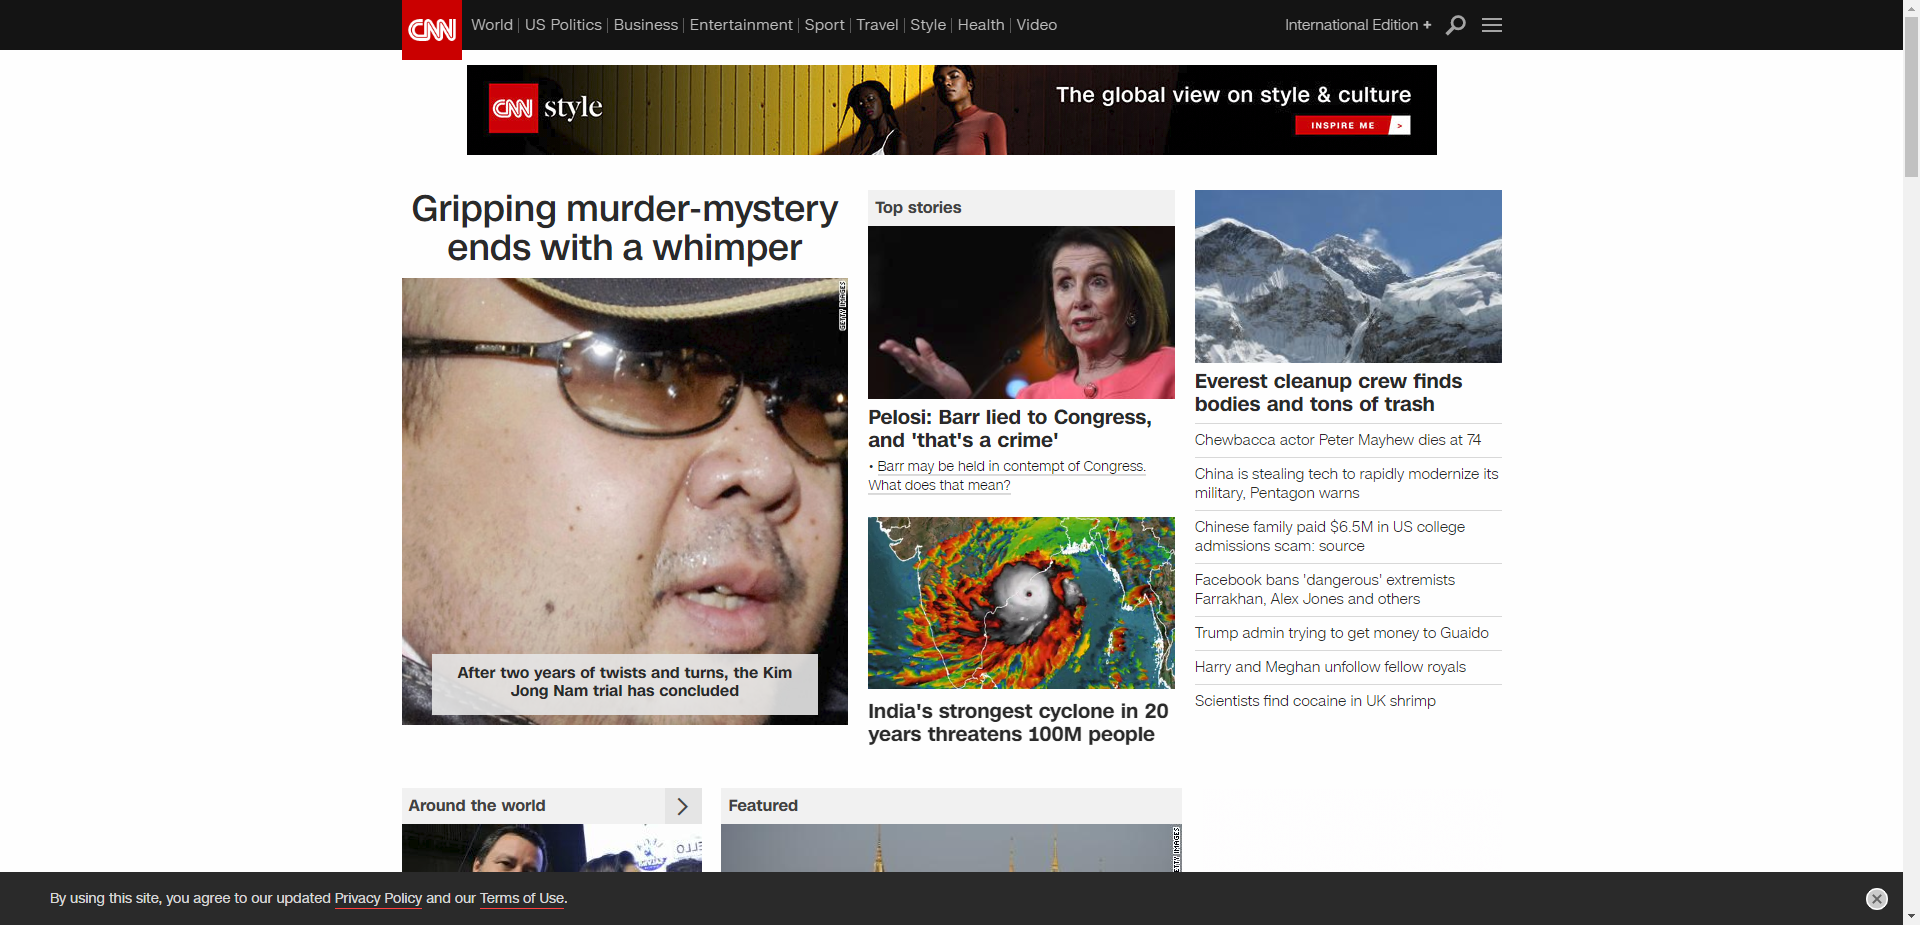 CNN
World
US Politics
Business
Entertainment
Sport
Travel
Style
Health
Video
International Edition +
CNN style
The global view on style & culture
INSPIRE ME >
Gripping murder-mystery
ends with a whimper
GETTY IMAGES
After two years of twists and turns, the Kim
Jong Nam trial has concluded
Top stories
Pelosi: Barr lied to Congress,
and 'that's a crime'
• Barr may be held in contempt of Congress.
What does that mean?
India's strongest cyclone in 20
years threatens 100M people
Everest cleanup crew finds
bodies and tons of trash
Chewbacca actor Peter Mayhew dies at 74
China is stealing tech to rapidly modernize its
military, Pentagon warns
Chinese family paid $6.5M in US college
admissions scam: source
Facebook bans 'dangerous' extremists
Farrakhan, Alex Jones and others
Trump admin trying to get money to Guaido
Harry and Meghan unfollow fellow royals
Scientists find cocaine in UK shrimp
Around the world
Featured
By using this site, you agree to our updated Privacy Policy and our Terms of Use.